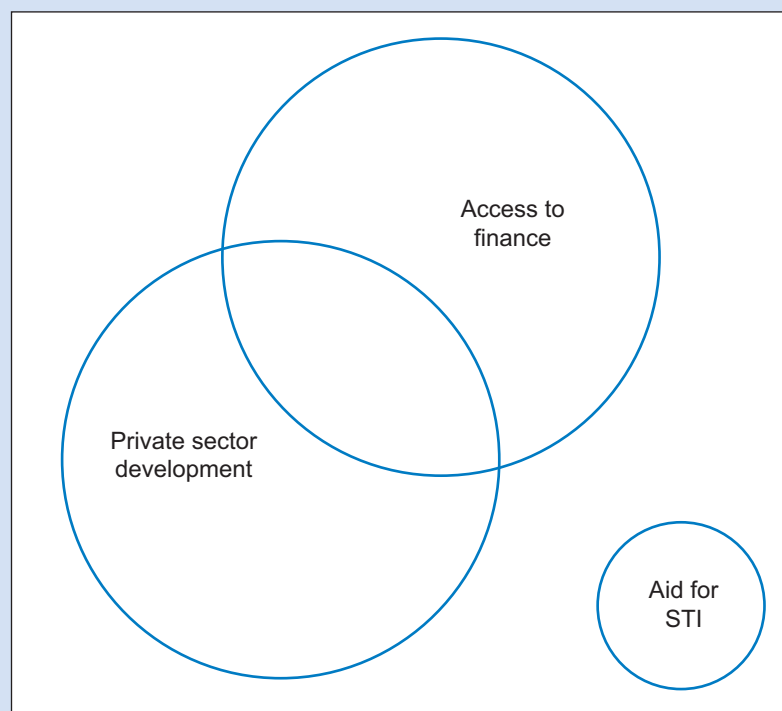 Access to
finance
Private sector
development
Aid for
STI